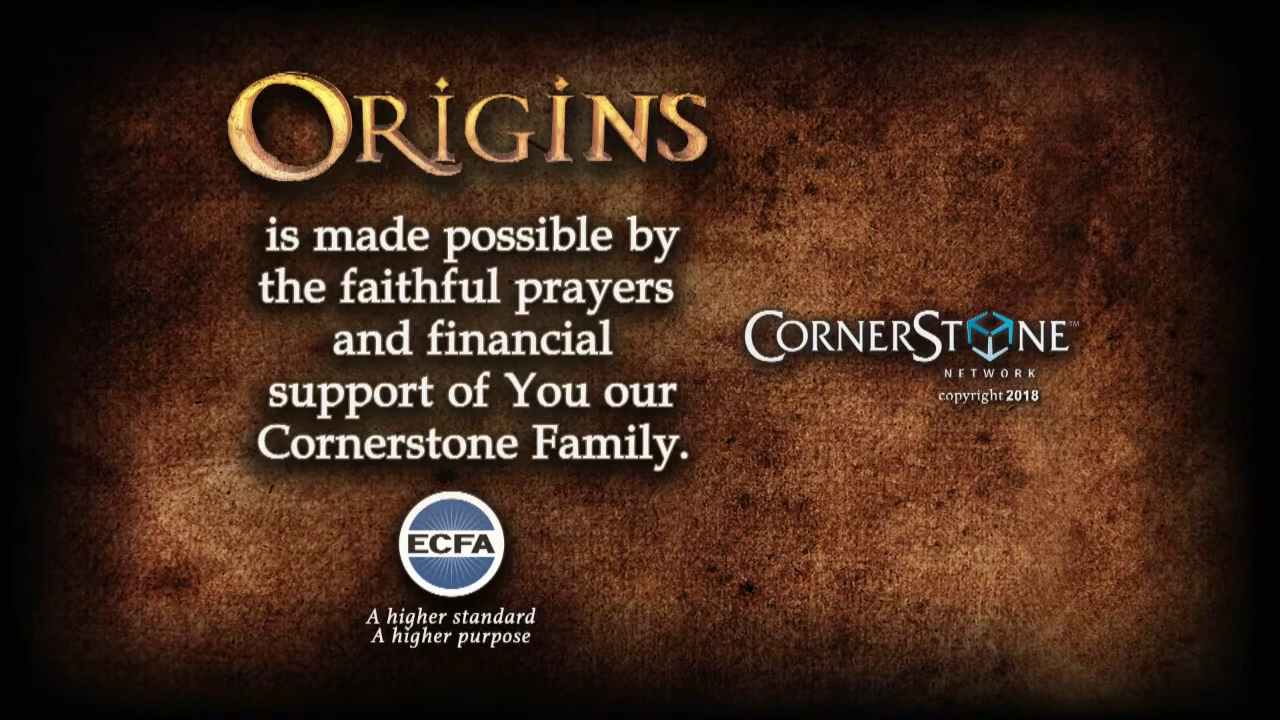 ORIGINS
is made possible by
the faithful prayers
and financial
support of You our
Cornerstone Family.
ECFA
A higher standard
A higher purpose
CORNERSTONE™
NETWORK
copyright 2018